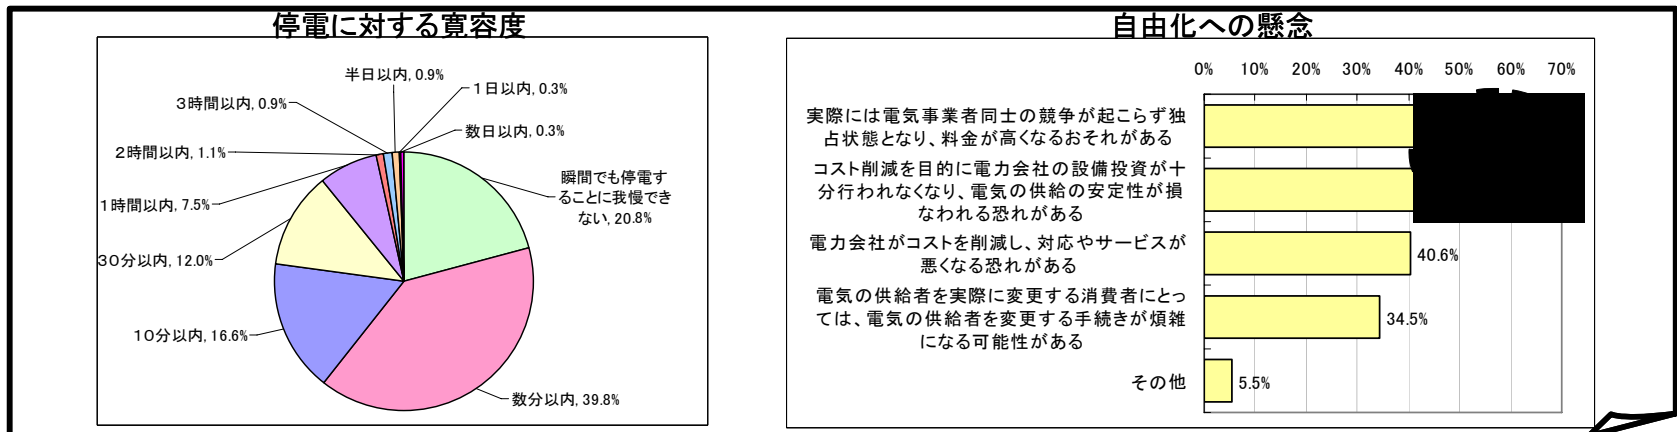 停電に対する寛容度
半日以内, 0.9%
1日以内, 0.3%
3時間以内, 0.9%
数日以内, 0.3%
2時間以内, 1.1%
瞬間でも停電す
ることに我慢でき
ない, 20.8%
1時間以内, 7.5%
30分以内, 12.0%
10分以内, 16.6%
数分以内, 39.8%
自由化への懸念
0% 10% 20% 30% 40% 50% 60% 70%
実際には電気事業者同士の競争が起こらず独
占状態となり、料金が高くなるおそれがある
コスト削減を目的に電力会社の設備投資が十
分行われなくなり、電気の供給の安定性が損
なわれる恐れがある
電力会社がコストを削減し、対応やサービスが
悪くなる恐れがある
40.6%
電気の供給者を実際に変更する消費者にとっ
ては、電気の供給者を変更する手続きが煩雑
になる可能性がある
34.5%
その他
5.5%